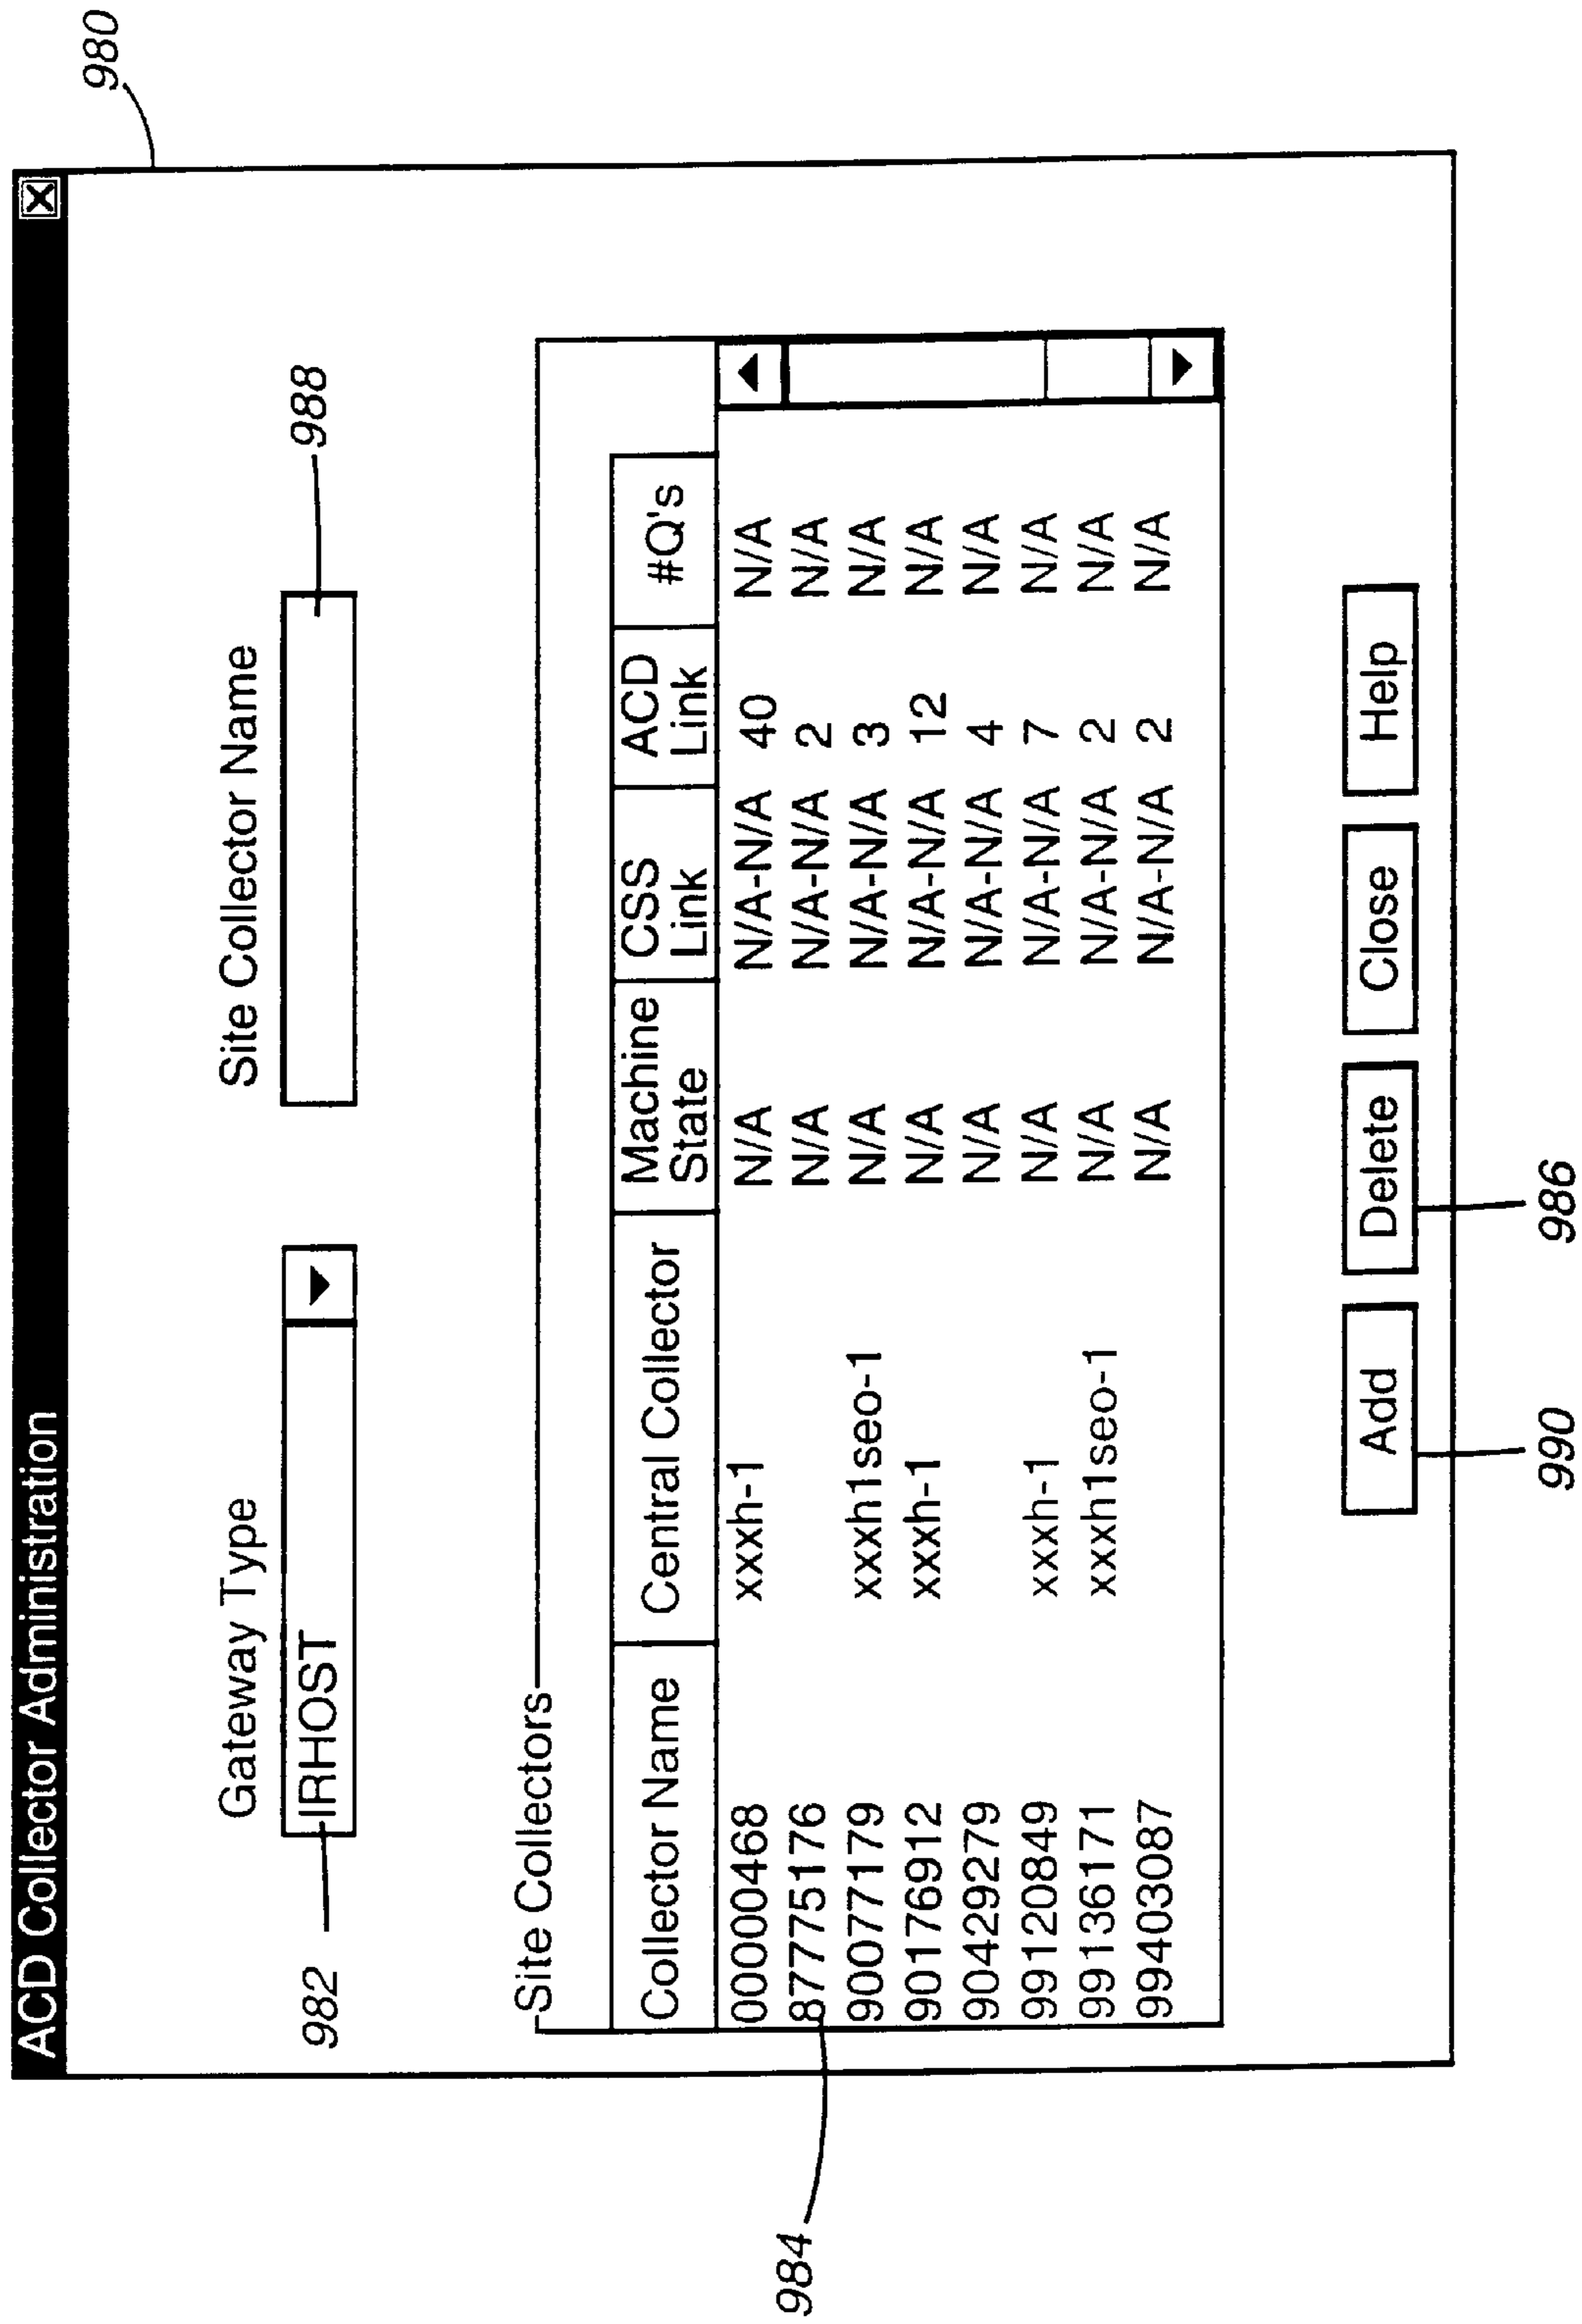 980
ACD Collector Administration
X
Gateway Type
Site Collector Name
982
IRHOST
988
Site Collectors
Collector Name Central Collector Machine State CSS Link ACD Link #Q's
00000468 xxxh-1 N/A N/A-N/A 40 N/A
87775176 N/A N/A-N/A 2 N/A
90077179 xxxh1seo-1 N/A N/A-N/A 3 N/A
90176912 xxxh-1 N/A N/A-N/A 12 N/A
90429279 N/A N/A-N/A 4 N/A
99120849 xxxh-1 N/A N/A-N/A 7 N/A
99136171 xxxh1seo-1 N/A N/A-N/A 2 N/A
99403087 N/A N/A-N/A 2 N/A
984
Add Delete Close Help
990 986